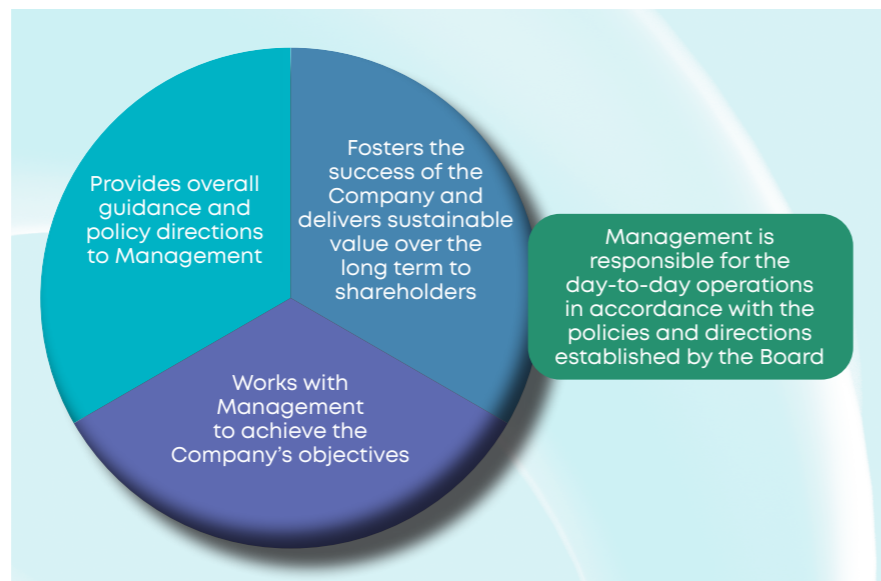 Provides overall
guidance and
policy directions
to Management
Fosters the
success of the
Company and
delivers sustainable
value over the
long term to
shareholders
Works with
Management
to achieve the
Company’s objectives
Management is
responsible for the
day-to-day operations
in accordance with the
policies and directions
established by the Board